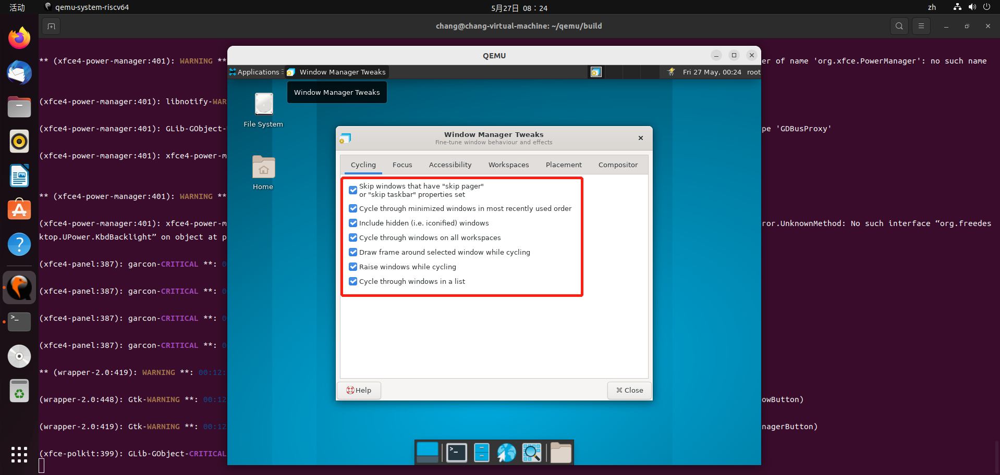 活动
qemu-system-riscv64
5月27日 08：24
zh
chang@chang-virtual-machine: ~/qemu/build
** (xfce4-power-manager:401): WARNING **
er of name 'org.xfce.PowerManager': no such name
(xfce4-power-manager:401): libnotify-WAR
(xfce4-power-manager:401): GLib-GObject-
pe 'GDBusProxy'
(xfce4-power-manager:401): xfce4-power-m
** (xfce4-power-manager:401): WARNING **
(xfce4-power-manager:401): xfce4-power-m
ror.UnknownMethod: No such interface “org.freedes
ktop.UPower.KbdBacklight” on object at p
(xfce4-panel:387): garcon-CRITICAL **: 0
(xfce4-panel:387): garcon-CRITICAL **: 0
(xfce4-panel:387): garcon-CRITICAL **: 0
(xfce4-panel:387): garcon-CRITICAL **: 0
** (wrapper-2.0:419): WARNING **: 00:12:
(wrapper-2.0:448): Gtk-WARNING **: 00:12
owButton)
(wrapper-2.0:419): Gtk-WARNING **: 00:12
nagerButton)
(xfce-polkit:399): GLib-GObject-CRITICAL
QEMU
Applications
Window Manager Tweaks
Fri 27 May, 00:24
root
Window Manager Tweaks
File System
Home
Window Manager Tweaks
Fine-tune window behaviour and effects
Cycling
Focus
Accessibility
Workspaces
Placement
Compositor
Skip windows that have "skip pager"
or "skip taskbar" properties set
Cycle through minimized windows in most recently used order
Include hidden (i.e. iconified) windows
Cycle through windows on all workspaces
Draw frame around selected window while cycling
Raise windows while cycling
Cycle through windows in a list
Help
Close